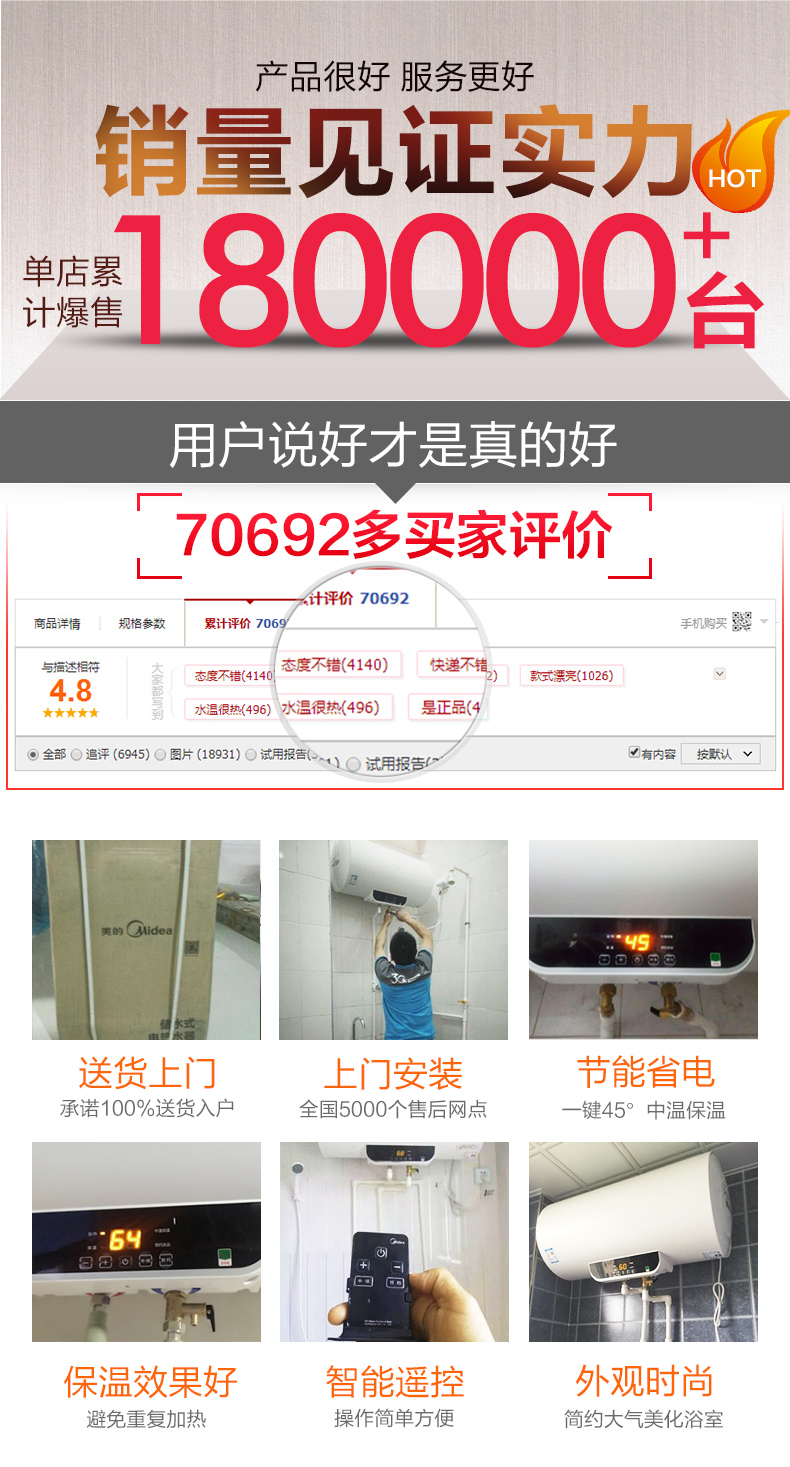 产品很好 服务更好
销量见证实力
HOT
单店累
计爆售
180000+台
用户说好才是真的好
70692多买家评价
商品详情 规格参数 累计评价 7069 计评价 70692 手机购买
与描述相符
4.8
大家都写到
态度不错(4140) 态度不错(4140) 快递不错 2) 款式漂亮(1026)
水温很热(496) 水温很热(496) 是正品(4
全部 追评 (6945) 图片 (18931) 试用报告( 1) 试用报告( 有内容 按默认
美的 Midea
储水式
电热水器
3G
45
送货上门 上门安装 节能省电
承诺100%送货入户 全国5000个售后网点 一键45°中温保温
64
68
Midea
中温
60
保温效果好 智能遥控 外观时尚
避免重复加热 操作简单方便 简约大气美化浴室